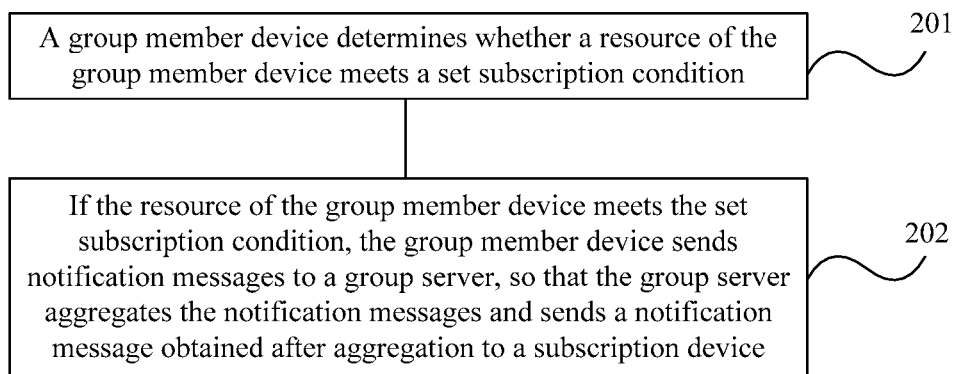 A group member device determines whether a resource of the
group member device meets a set subscription condition
201
If the resource of the group member device meets the set
subscription condition, the group member device sends
notification messages to a group server, so that the group server
aggregates the notification messages and sends a notification
message obtained after aggregation to a subscription device
202